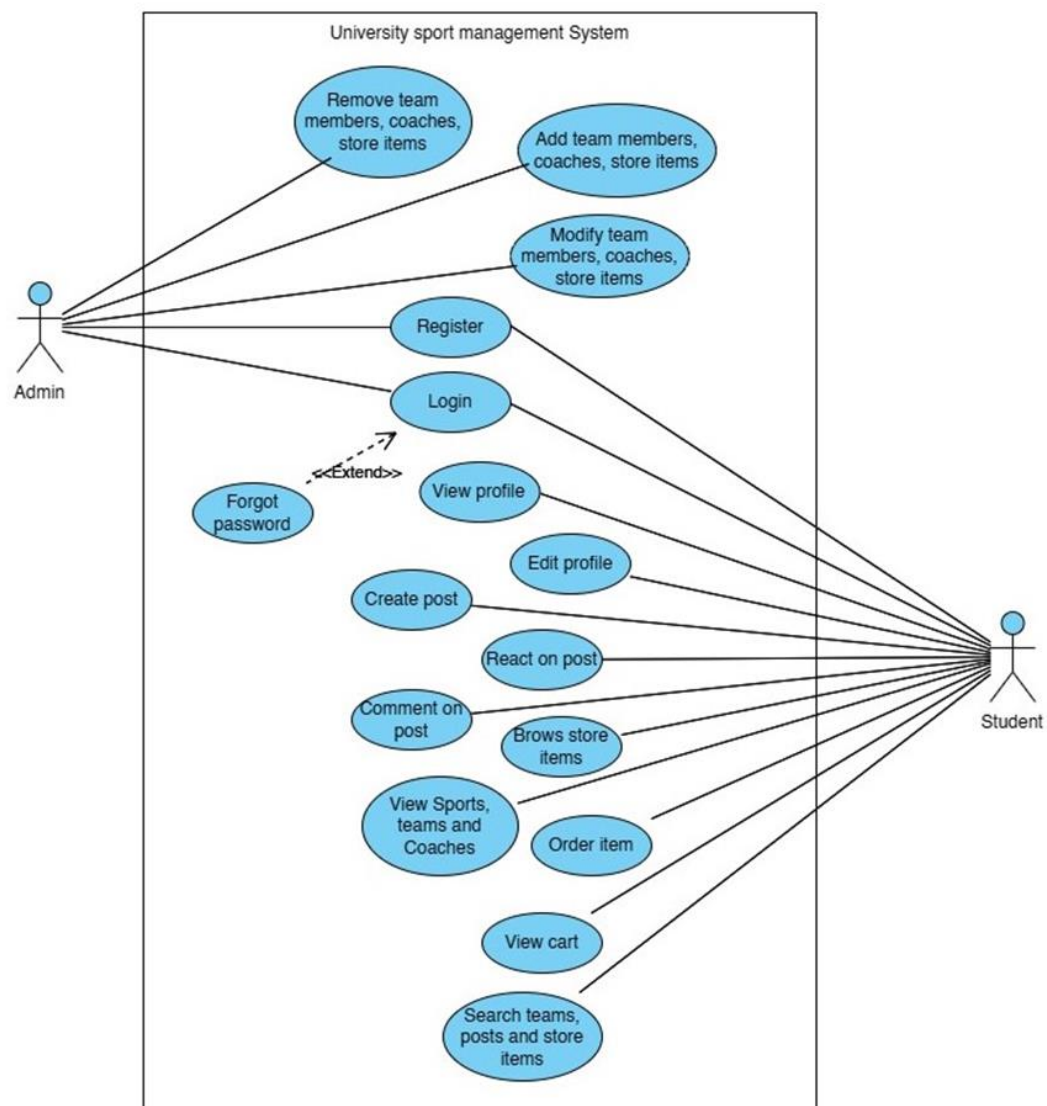 University sport management System
Remove team
members, coaches,
store items
Add team members,
coaches, store items
Modify team
members, coaches,
store items
Register
Admin
Login
<<Extend>>
View profile
Forgot
password
Edit profile
Create post
React on post
Comment on
post
Student
Brows store
items
View Sports,
teams and
Coaches
Order item
View cart
Search teams,
posts and store
items